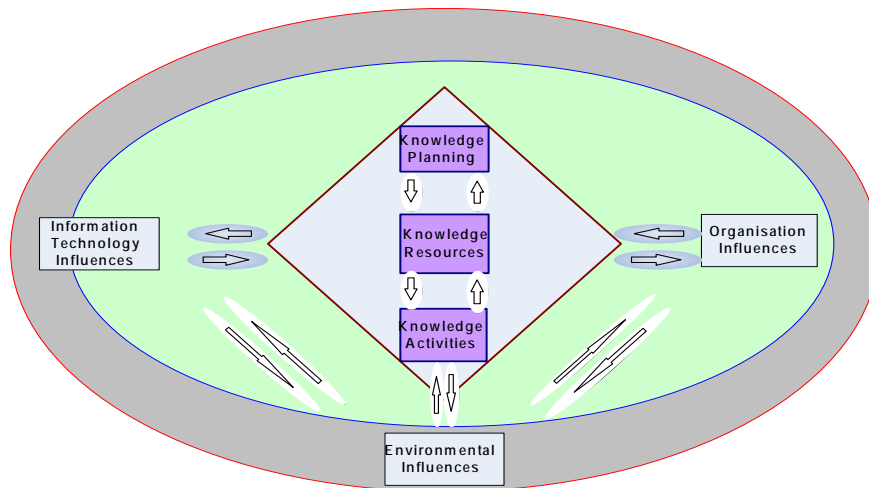 Knowledge
Planning
Information
Technology
Influences
Knowledge
Resources
Organisation
Influences
Knowledge
Activities
Environmental
Influences